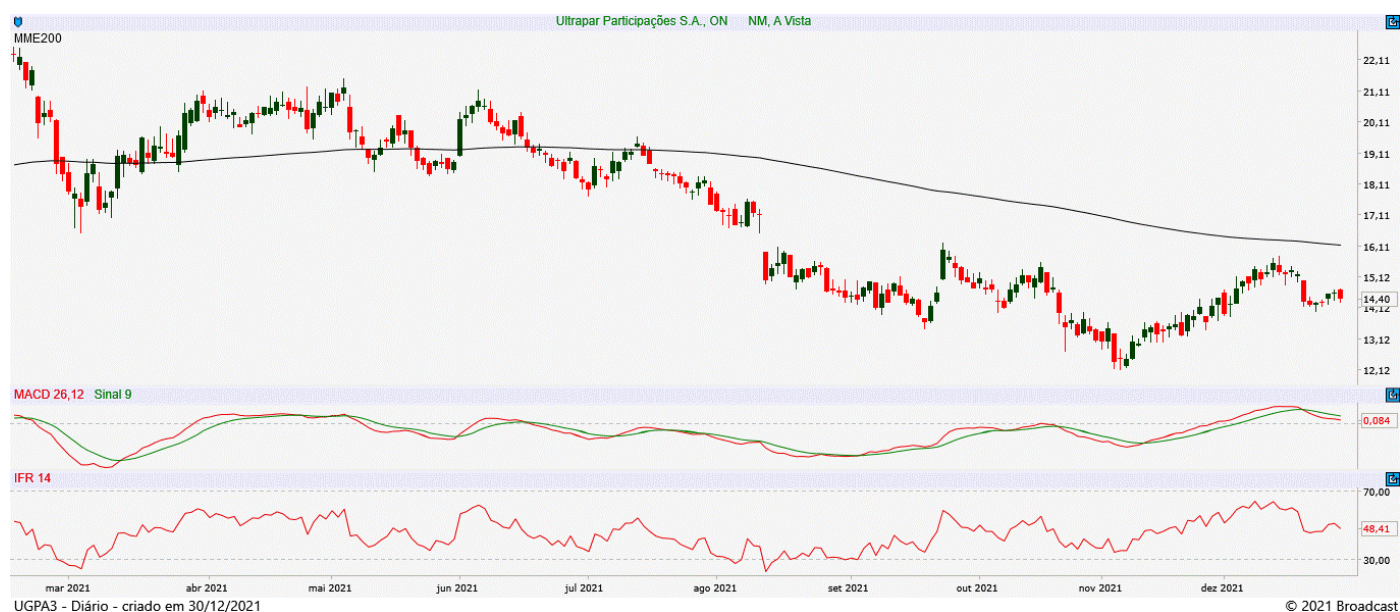 Ultrapar Participações S.A., ON NM, A Vista
MME200
22,11
21,11
20,11
19,11
18,11
17,11
16,11
15,12
14,40
14,12
13,12
12,12
MACD 26,12 Sinal 9
0,084
IFR 14
70,00
48,41
30,00
mar 2021 abr 2021 mai 2021 jun 2021 jul 2021 ago 2021 set 2021 out 2021 nov 2021 dez 2021
UGPA3 - Diário - criado em 30/12/2021 © 2021 Broadcast